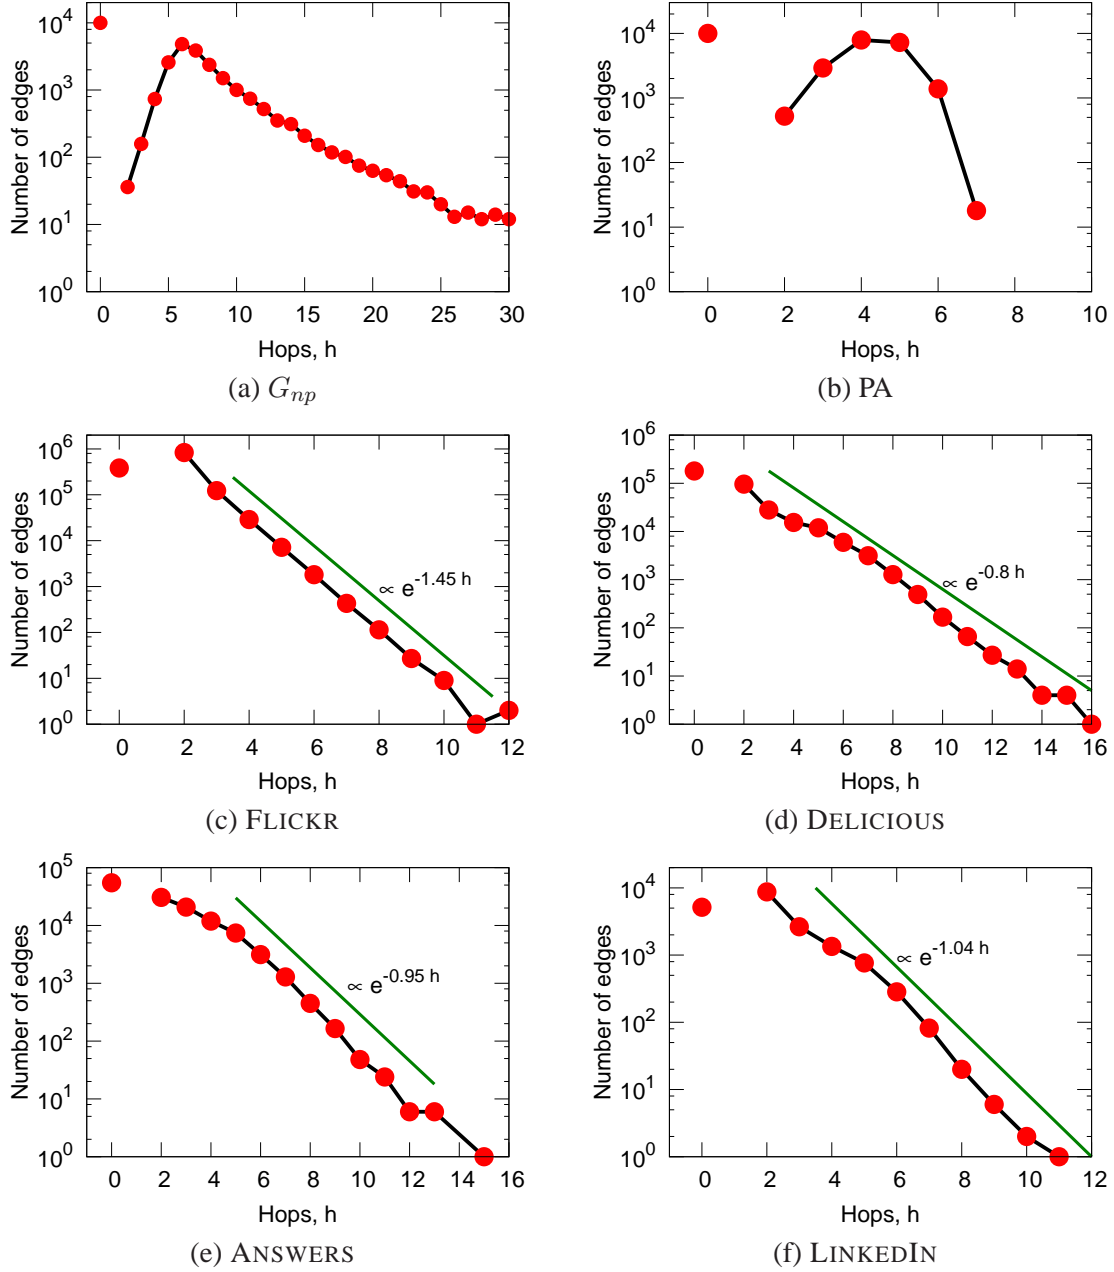 10^4
10^3
10^2
10^1
10^0
Number of edges
0 5 10 15 20 25 30
Hops, h
(a) G_{np}
10^4
10^3
10^2
10^1
10^0
Number of edges
0 2 4 6 8 10
Hops, h
(b) PA
10^6
10^5
10^4
10^3
10^2
10^1
10^0
Number of edges
∝ e^{-1.45 h}
0 2 4 6 8 10 12
Hops, h
(c) FLICKR
10^6
10^5
10^4
10^3
10^2
10^1
10^0
Number of edges
∝ e^{-0.8 h}
0 2 4 6 8 10 12 14 16
Hops, h
(d) DELICIOUS
10^5
10^4
10^3
10^2
10^1
10^0
Number of edges
∝ e^{-0.95 h}
0 2 4 6 8 10 12 14 16
Hops, h
(e) ANSWERS
10^4
10^3
10^2
10^1
10^0
Number of edges
∝ e^{-1.04 h}
0 2 4 6 8 10 12
Hops, h
(f) LINKEDIN